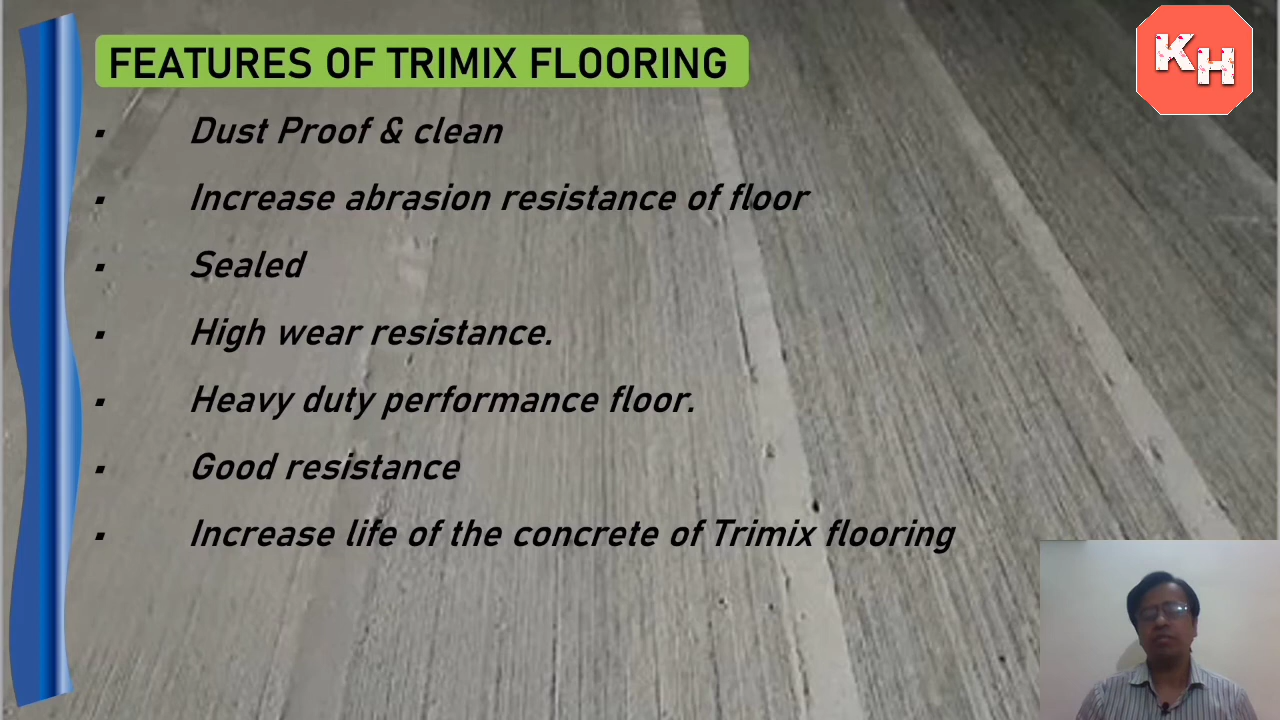 FEATURES OF TRIMIX FLOORING
KH
▪ Dust Proof & clean
▪ Increase abrasion resistance of floor
▪ Sealed
▪ High wear resistance.
▪ Heavy duty performance floor.
▪ Good resistance
▪ Increase life of the concrete of Trimix flooring